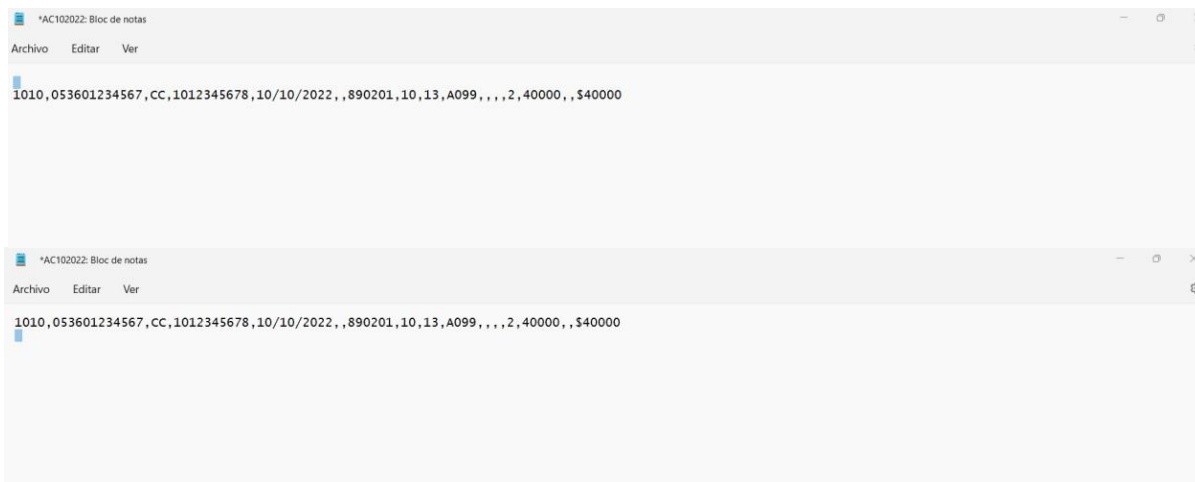 *AC102022: Bloc de notas
Archivo Editar Ver
1010,053601234567,CC,1012345678,10/10/2022,,890201,10,13,A099,,,,2,40000,,$40000
*AC102022: Bloc de notas
Archivo Editar Ver
1010,053601234567,CC,1012345678,10/10/2022,,890201,10,13,A099,,,,2,40000,,$40000